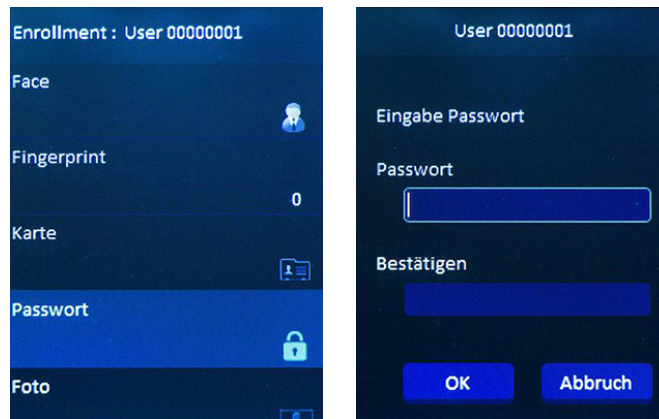 Enrollment : User 00000001
Face
Fingerprint
0
Karte
Passwort
Foto
User 00000001
Eingabe Passwort
Passwort
Bestätigen
OK
Abbruch